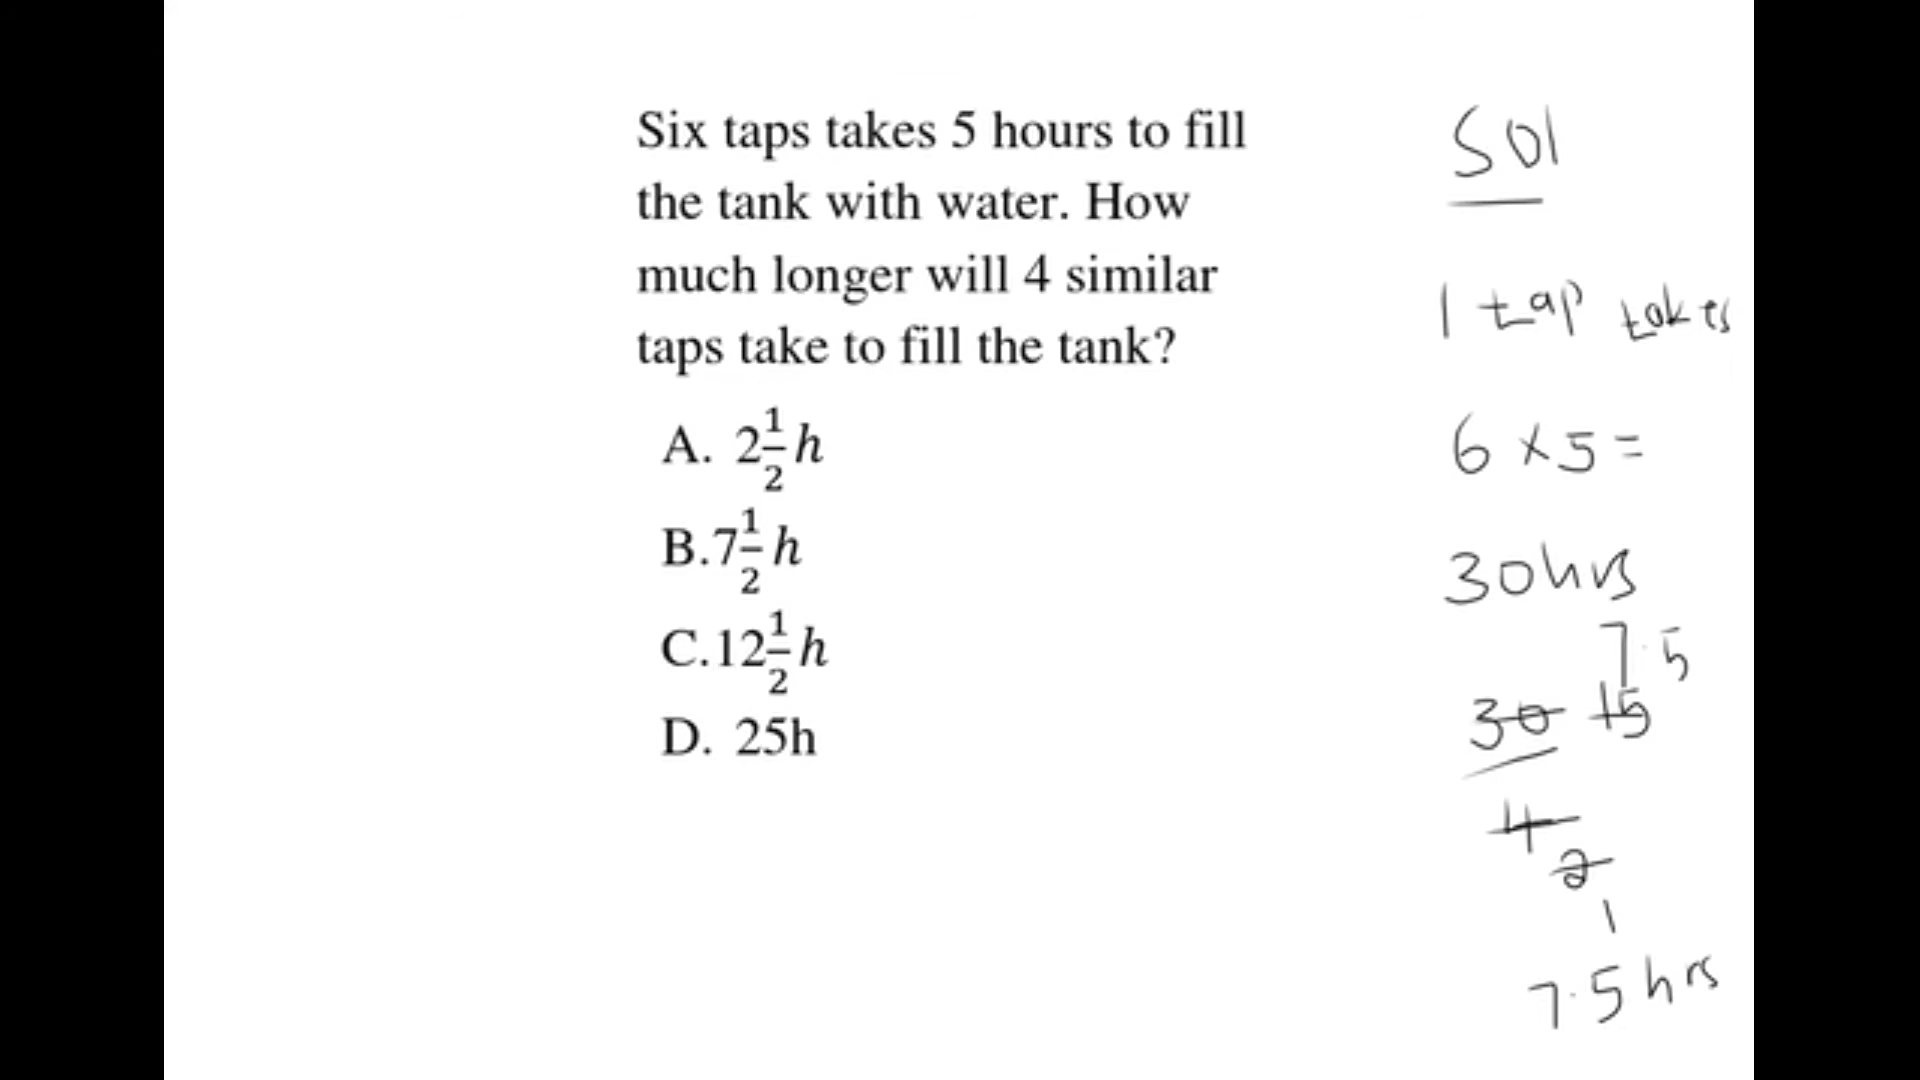 Six taps takes 5 hours to fill
the tank with water. How
much longer will 4 similar
taps take to fill the tank?
A. 2½h
B.7½h
C.12½h
D. 25h
Sol
1 tap takes
6 x 5 =
30hrs
7.5
30 15
4
2
1
7.5 hrs